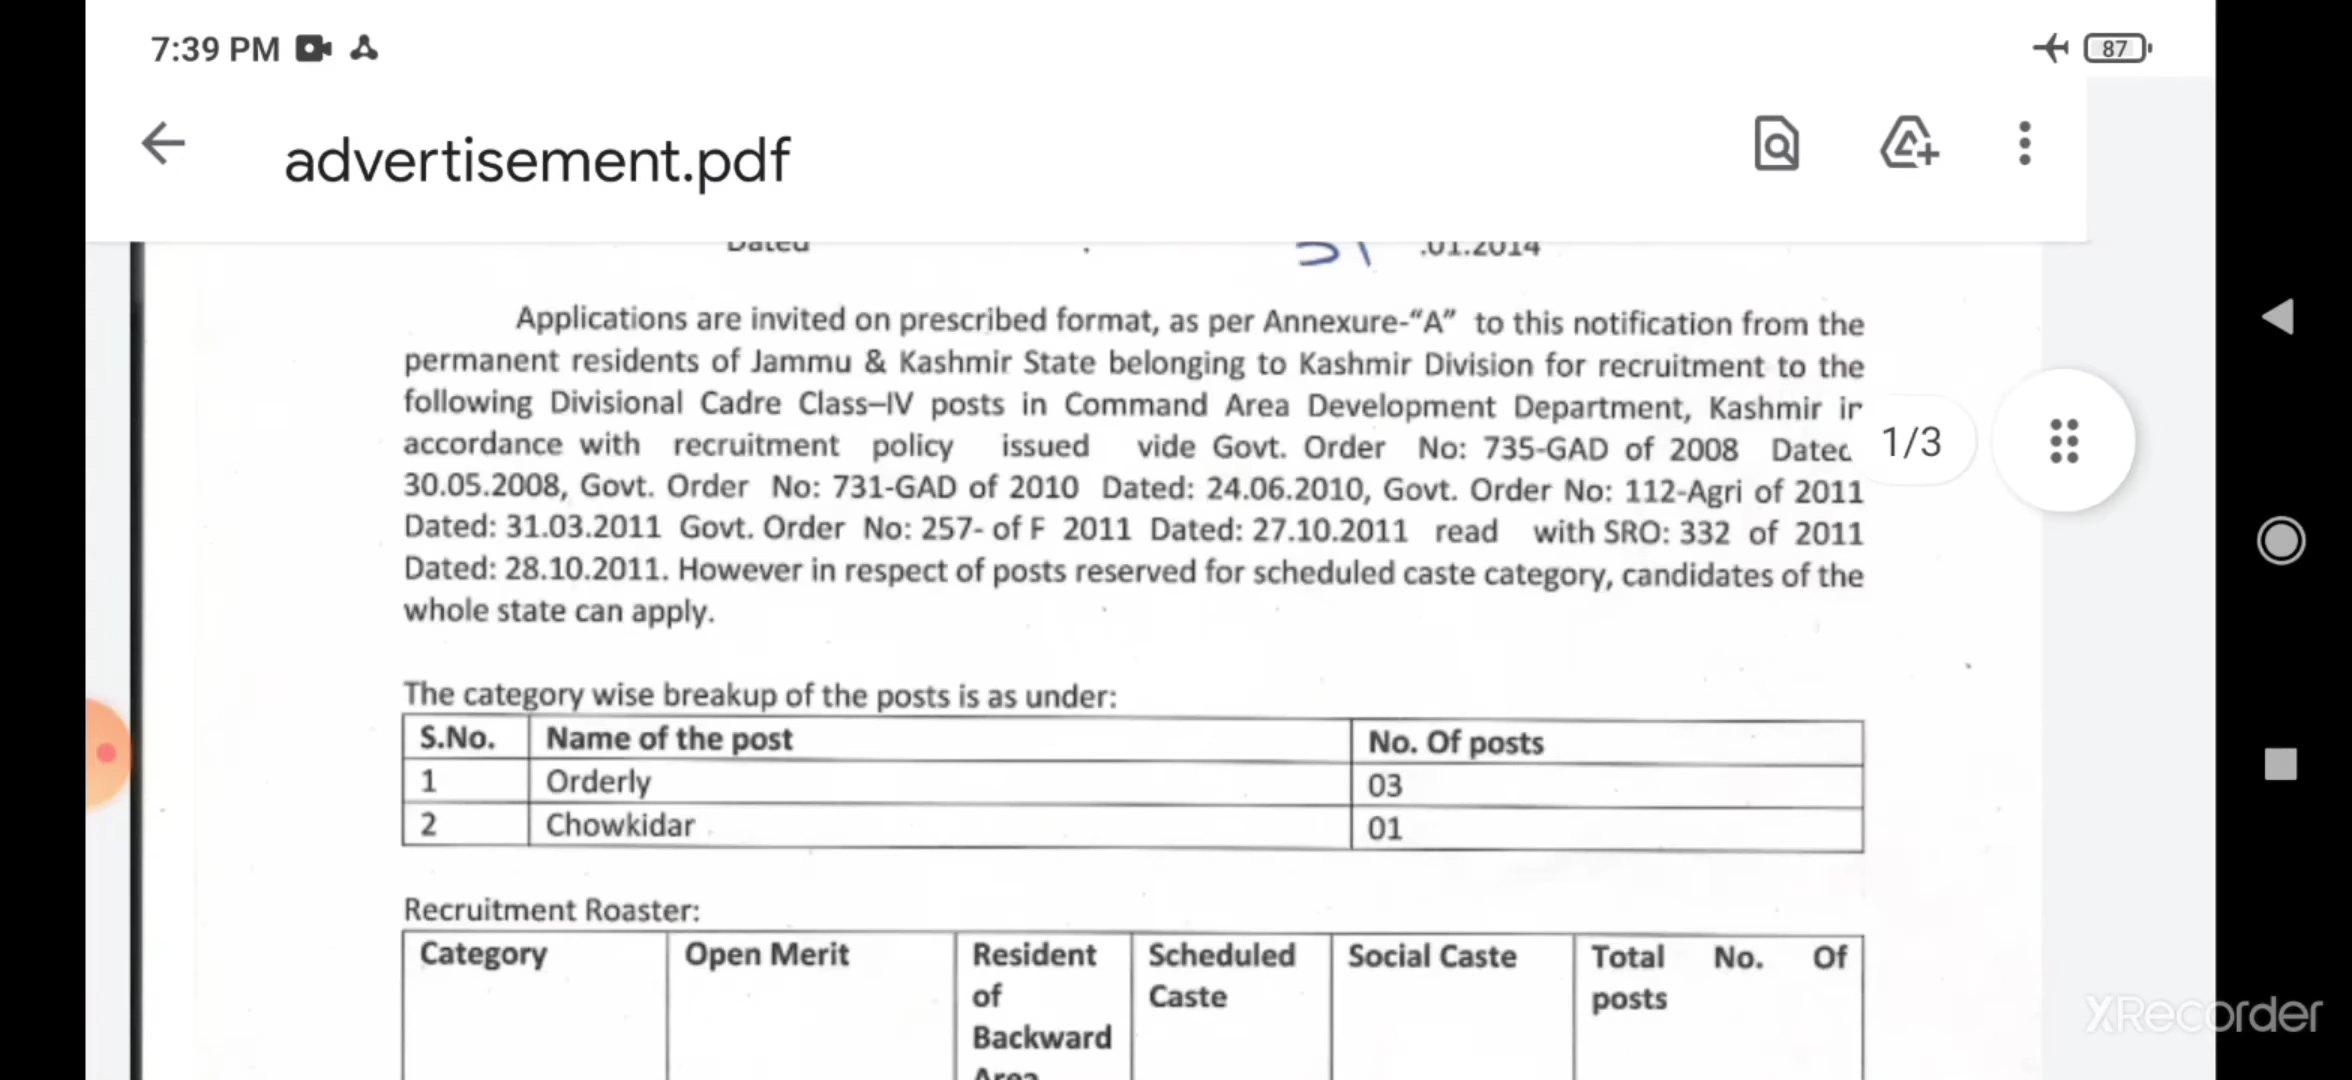 7:39 PM
87
advertisement.pdf
Dated .01.2014
Applications are invited on prescribed format, as per Annexure-“A” to this notification from the
permanent residents of Jammu & Kashmir State belonging to Kashmir Division for recruitment to the
following Divisional Cadre Class–IV posts in Command Area Development Department, Kashmir in
accordance with recruitment policy issued vide Govt. Order No: 735-GAD of 2008 Dated
1/3
30.05.2008, Govt. Order No: 731-GAD of 2010 Dated: 24.06.2010, Govt. Order No: 112-Agri of 2011
Dated: 31.03.2011 Govt. Order No: 257- of F 2011 Dated: 27.10.2011 read with SRO: 332 of 2011
Dated: 28.10.2011. However in respect of posts reserved for scheduled caste category, candidates of the
whole state can apply.
The category wise breakup of the posts is as under:
S.No. Name of the post No. Of posts
1 Orderly 03
2 Chowkidar 01
Recruitment Roaster:
Category Open Merit Resident Scheduled Social Caste Total No. Of
of Caste posts
Backward
Area
XRecorder